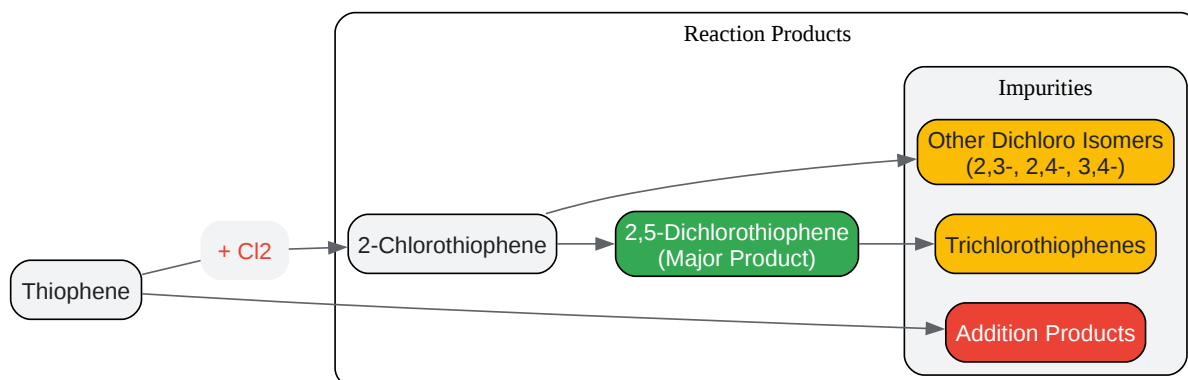 Reaction Products
Impurities
Other Dichloro Isomers
(2,3-, 2,4-, 3,4-)
+ Cl2
2-Chlorothiophene
2,5-Dichlorothiophene
(Major Product)
Trichlorothiophenes
Thiophene
Addition Products